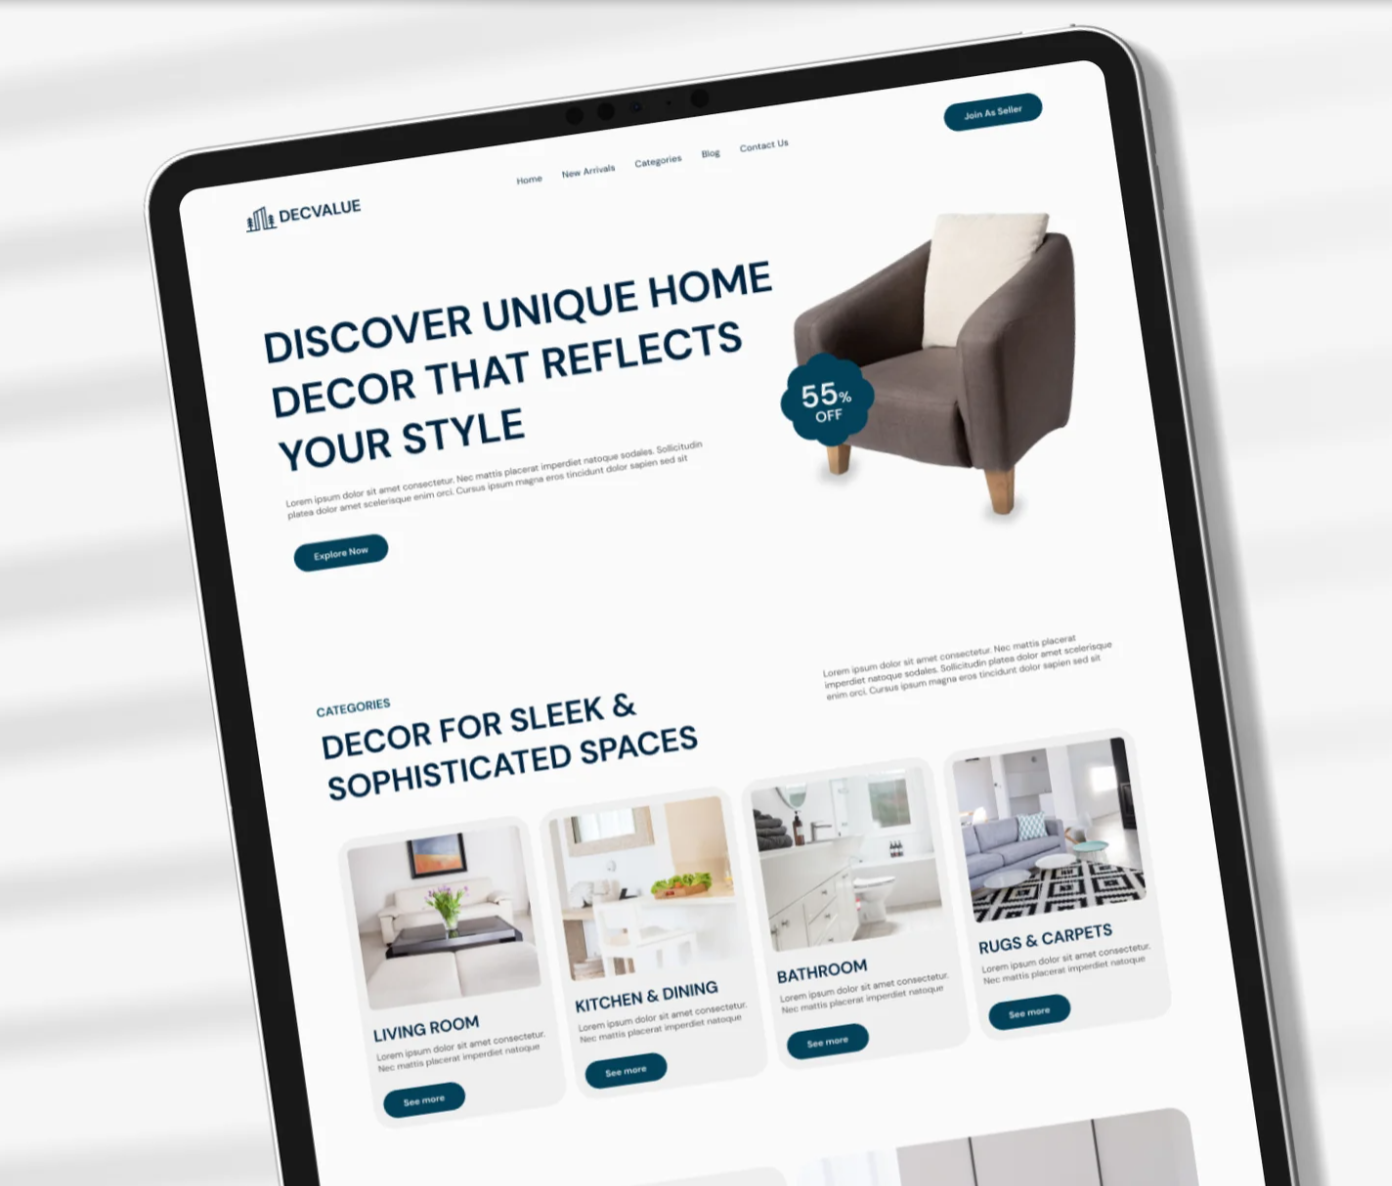 Join As Seller
Home New Arrivals Categories Blog Contact Us
DECVALUE
DISCOVER UNIQUE HOME
DECOR THAT REFLECTS
YOUR STYLE
55%
OFF
Lorem ipsum dolor sit amet consectetur. Nec mattis placerat imperdiet natoque sodales. Sollicitudin
platea dolor amet scelerisque enim orci. Cursus ipsum magna eros tincidunt dolor sapien sed sit
Explore Now
CATEGORIES
DECOR FOR SLEEK &
SOPHISTICATED SPACES
Lorem ipsum dolor sit amet consectetur. Nec mattis placerat
imperdiet natoque sodales. Sollicitudin platea dolor amet scelerisque
enim orci. Cursus ipsum magna eros tincidunt dolor sapien sed sit
LIVING ROOM
Lorem ipsum dolor sit amet consectetur.
Nec mattis placerat imperdiet natoque
See more
KITCHEN & DINING
Lorem ipsum dolor sit amet consectetur.
Nec mattis placerat imperdiet natoque
See more
BATHROOM
Lorem ipsum dolor sit amet consectetur.
Nec mattis placerat imperdiet natoque
See more
RUGS & CARPETS
Lorem ipsum dolor sit amet consectetur.
Nec mattis placerat imperdiet natoque
See more